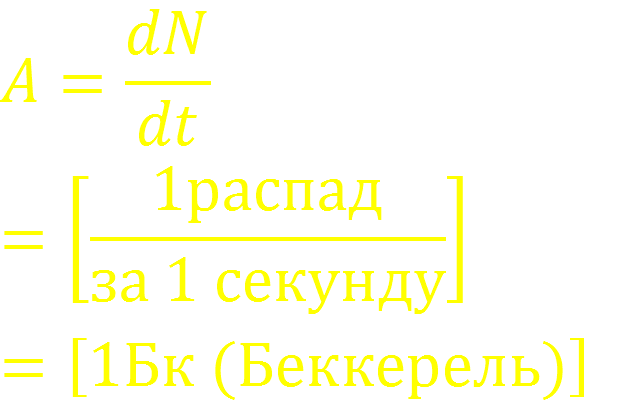 A = dN/dt
= [1распад/за 1 секунду]
= [1Бк (Беккерель)]